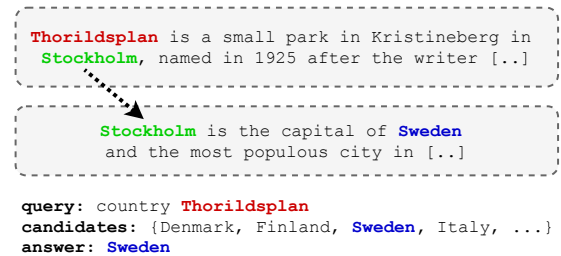 Thorildsplan is a small park in Kristineberg in
Stockholm, named in 1925 after the writer [..]
Stockholm is the capital of Sweden
and the most populous city in [..]
query: country Thorildsplan
candidates: {Denmark, Finland, Sweden, Italy, ...}
answer: Sweden